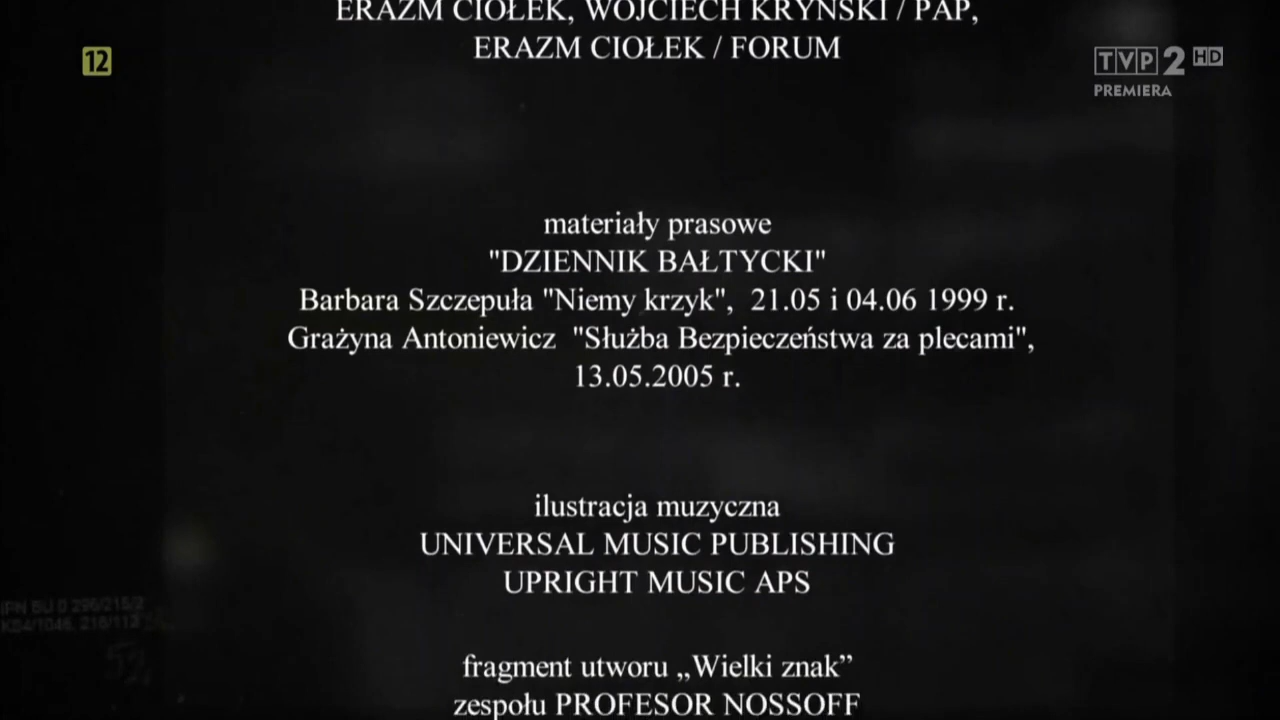 ERAZM CIOŁEK, WOJCIECH KRYŃSKI / PAP,
ERAZM CIOŁEK / FORUM
12
TVP 2 HD
PREMIERA
materiały prasowe
"DZIENNIK BAŁTYCKI"
Barbara Szczepuła "Niemy krzyk", 21.05 i 04.06 1999 r.
Grażyna Antoniewicz "Służba Bezpieczeństwa za plecami",
13.05.2005 r.
ilustracja muzyczna
UNIVERSAL MUSIC PUBLISHING
UPRIGHT MUSIC APS
fragment utworu „Wielki znak”
zespołu PROFESOR NOSSOFF